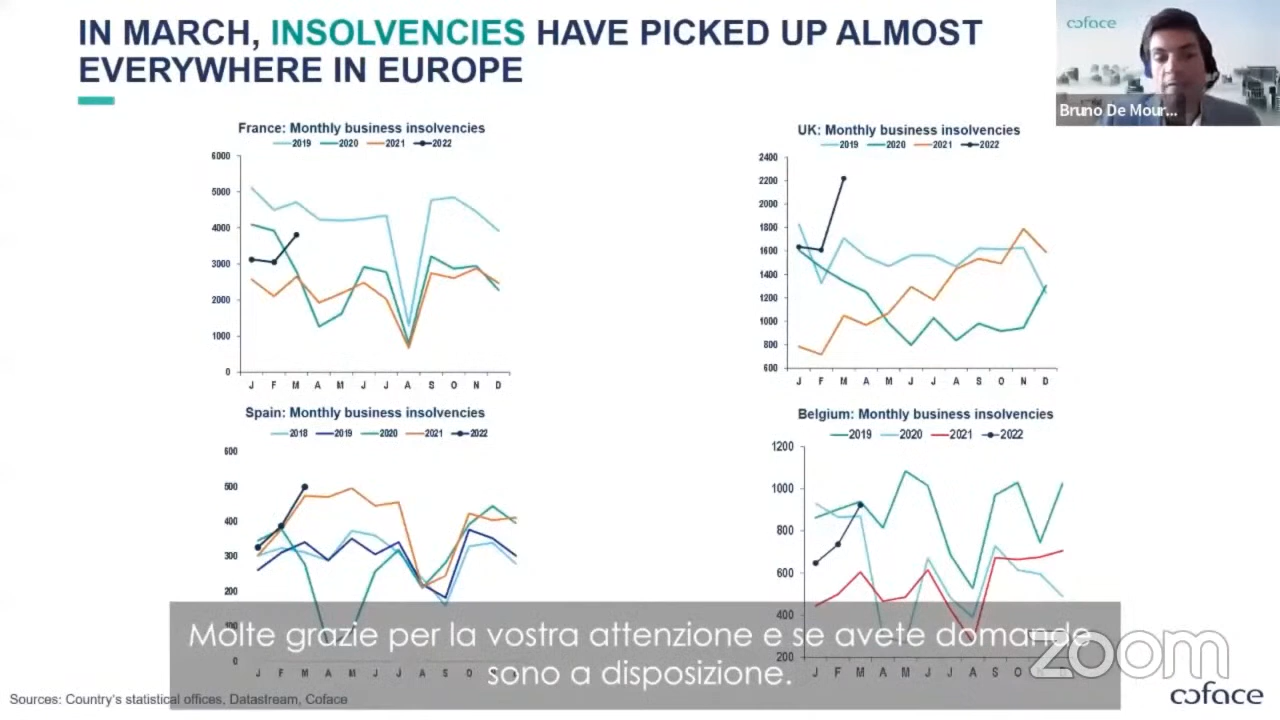 IN MARCH, INSOLVENCIES HAVE PICKED UP ALMOST
EVERYWHERE IN EUROPE
coface
Bruno De Mour...
France: Monthly business insolvencies
2019 2020 2021 2022
6000
5000
4000
3000
2000
1000
0
J F M A M J J A S O N D
UK: Monthly business insolvencies
2019 2020 2021 2022
2400
2200
2000
1800
1600
1400
1200
1000
800
600
J F M A M J J A S O N D
Spain: Monthly business insolvencies
2018 2019 2020 2021 2022
600
500
400
300
200
100
0
J F M A M J J A S O N
Belgium: Monthly business insolvencies
2019 2020 2021 2022
1200
1000
800
600
400
200
J F M A M J J A S O N D
Molte grazie per la vostra attenzione e se avete domande
sono a disposizione.
zoom
Sources: Country's statistical offices, Datastream, Coface
coface